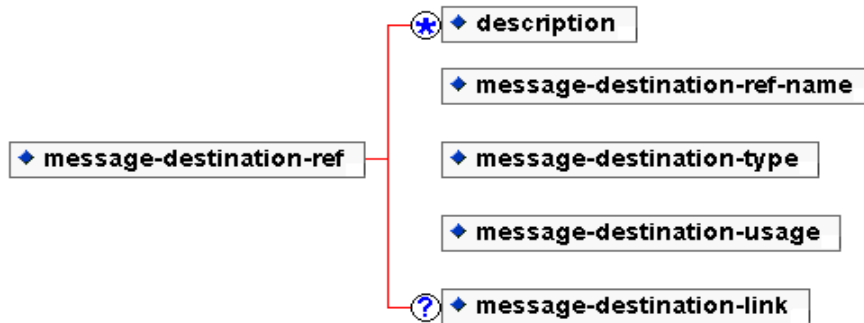 * description
message-destination-ref-name
message-destination-ref
message-destination-type
message-destination-usage
? message-destination-link